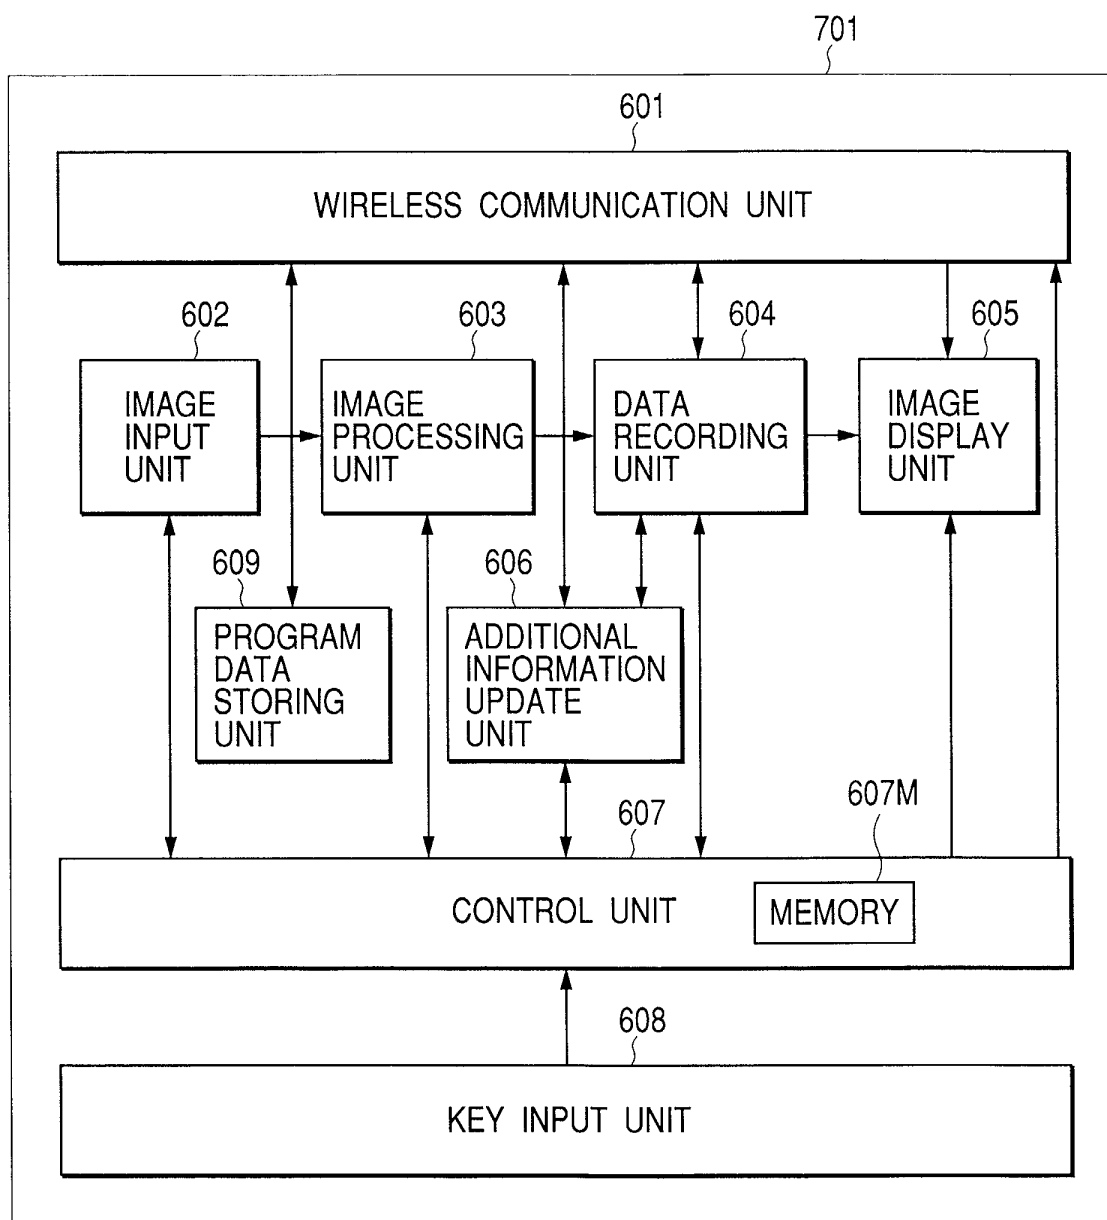 701
601
WIRELESS COMMUNICATION UNIT
602
603
604
605
IMAGE
INPUT
UNIT
IMAGE
PROCESSING
UNIT
DATA
RECORDING
UNIT
IMAGE
DISPLAY
UNIT
609
606
PROGRAM
DATA
STORING
UNIT
ADDITIONAL
INFORMATION
UPDATE
UNIT
607
607M
CONTROL UNIT
MEMORY
608
KEY INPUT UNIT